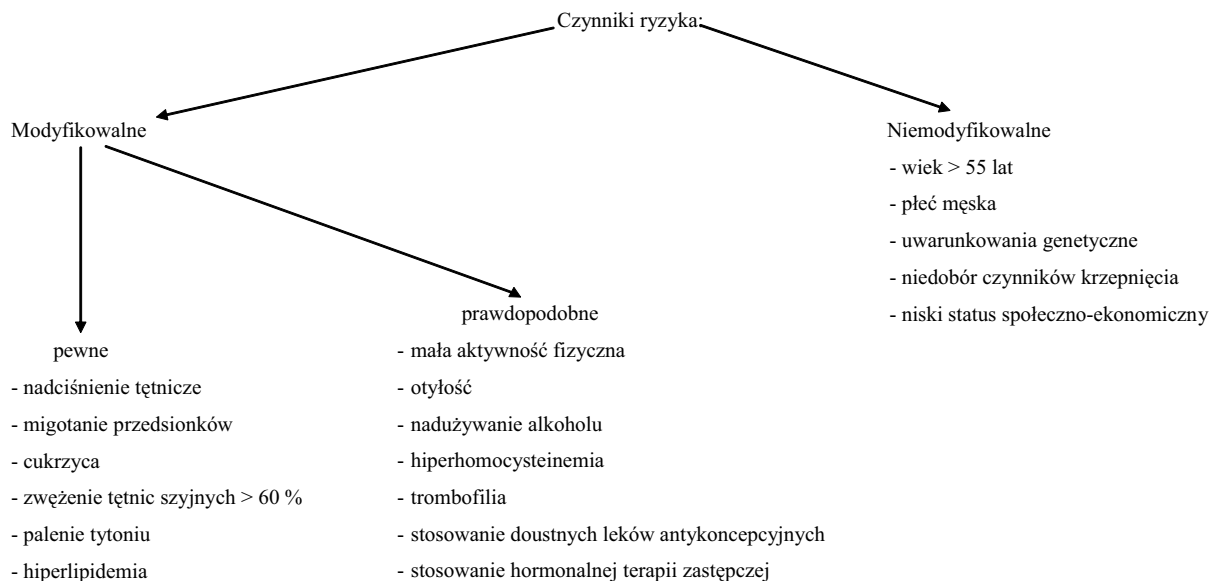 Czynniki ryzyka:
Modyfikowalne
Niemodyfikowalne
- wiek > 55 lat
- płeć męska
- uwarunkowania genetyczne
- niedobór czynników krzepnięcia
- niski status społeczno-ekonomiczny
pewne
- nadciśnienie tętnicze
- migotanie przedsionków
- cukrzyca
- zwężenie tętnic szyjnych > 60 %
- palenie tytoniu
- hiperlipidemia
prawdopodobne
- mała aktywność fizyczna
- otyłość
- nadużywanie alkoholu
- hiperhomocysteinemia
- trombofilia
- stosowanie doustnych leków antykoncepcyjnych
- stosowanie hormonalnej terapii zastępczej